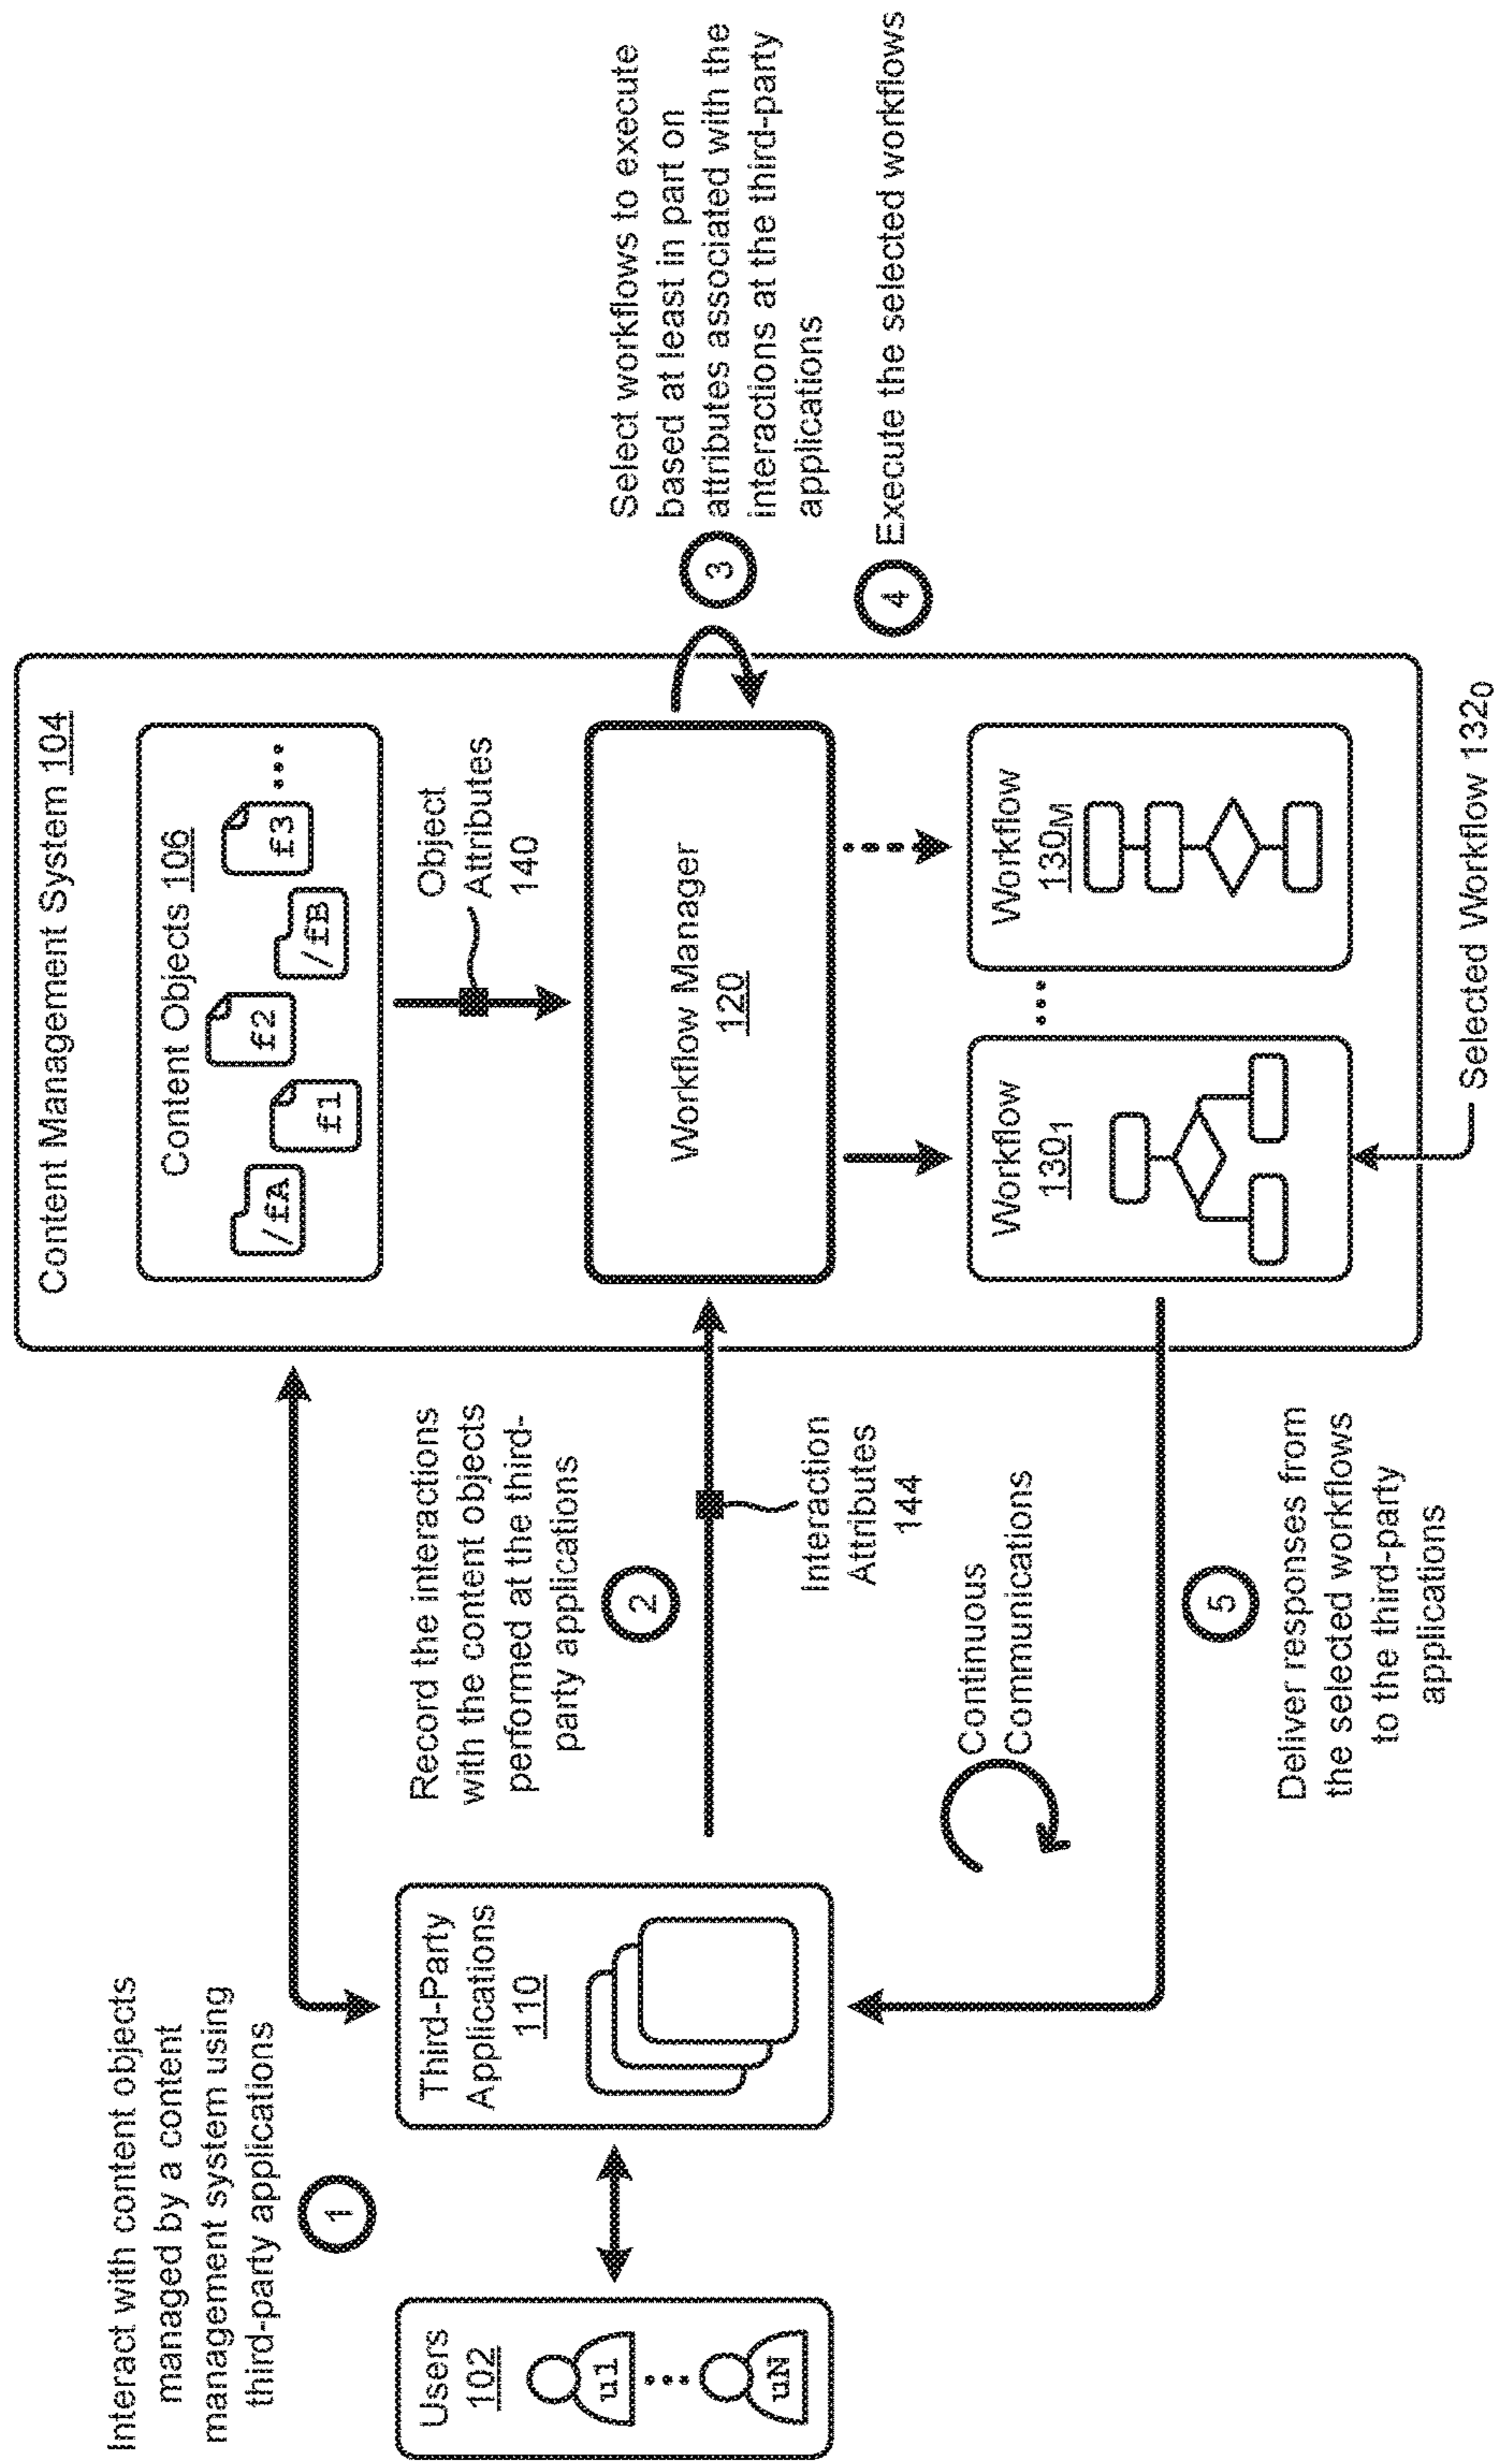 Interact with content objects
managed by a content
management system using
third-party applications
1
Users
102
u1
uN
Third-Party
Applications
110
Record the interactions
with the content objects
performed at the third-
party applications
2
Interaction
Attributes
144
Continuous
Communications
Deliver responses from
the selected workflows
to the third-party
applications
5
Content Management System 104
Content Objects 106
/fA
f1
f2
/fB
f3
Object
Attributes
140
Workflow Manager
120
Workflow
130₁
Workflow
130M
Selected Workflow 132₀
3
Select workflows to execute
based at least in part on
attributes associated with the
interactions at the third-party
applications
4
Execute the selected workflows